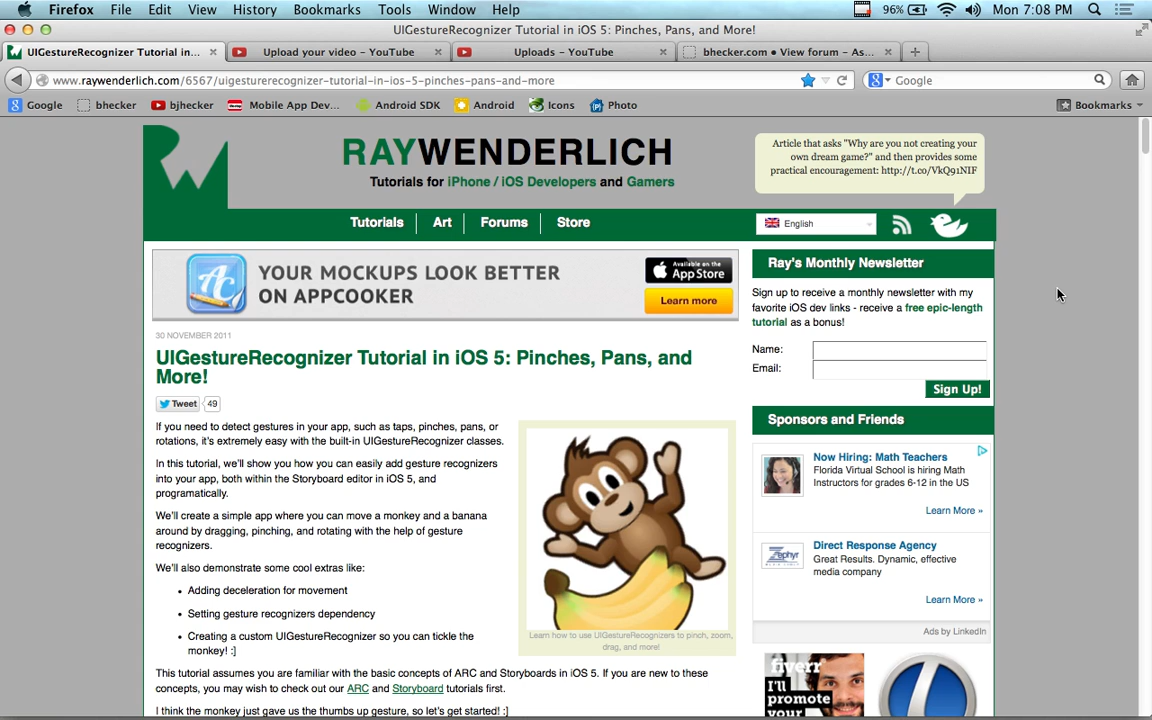 Firefox File Edit View History Bookmarks Tools Window Help 96% Mon 7:08 PM
UIGestureRecognizer Tutorial in iOS 5: Pinches, Pans, and More!
UIGestureRecognizer Tutorial in... Upload your video - YouTube Uploads - YouTube bhecker.com • View forum - As...
www.raywenderlich.com/6567/uigesturerecognizer-tutorial-in-ios-5-pinches-pans-and-more Google
Google bhecker bjhecker Mobile App Dev... Android SDK Android Icons Photo Bookmarks
RAYWENDERLICH
Tutorials for iPhone / iOS Developers and Gamers
Article that asks "Why are you not creating your
own dream game?" and then provides some
practical encouragement: http://t.co/VkQ91NIF
Tutorials Art Forums Store English
YOUR MOCKUPS LOOK BETTER
ON APPCOOKER
Available on the
App Store
Learn more
30 NOVEMBER 2011
UIGestureRecognizer Tutorial in iOS 5: Pinches, Pans, and
More!
Tweet 49
If you need to detect gestures in your app, such as taps, pinches, pans, or
rotations, it's extremely easy with the built-in UIGestureRecognizer classes.
In this tutorial, we'll show you how you can easily add gesture recognizers
into your app, both within the Storyboard editor in iOS 5, and
programatically.
We'll create a simple app where you can move a monkey and a banana
around by dragging, pinching, and rotating with the help of gesture
recognizers.
We'll also demonstrate some cool extras like:
• Adding deceleration for movement
• Setting gesture recognizers dependency
• Creating a custom UIGestureRecognizer so you can tickle the
monkey! :]
Learn how to use UIGestureRecognizers to pinch, zoom,
drag, and more!
This tutorial assumes you are familiar with the basic concepts of ARC and Storyboards in iOS 5. If you are new to these
concepts, you may wish to check out our ARC and Storyboard tutorials first.
I think the monkey just gave us the thumbs up gesture, so let's get started! :]
Ray's Monthly Newsletter
Sign up to receive a monthly newsletter with my
favorite iOS dev links - receive a free epic-length
tutorial as a bonus!
Name:
Email:
Sign Up!
Sponsors and Friends
Now Hiring: Math Teachers
Florida Virtual School is hiring Math
Instructors for grades 6-12 in the US
Learn More »
Zephyr
Direct Response Agency
Great Results. Dynamic, effective
media company
Learn More »
Ads by LinkedIn
fiverr
I'll
promote
your